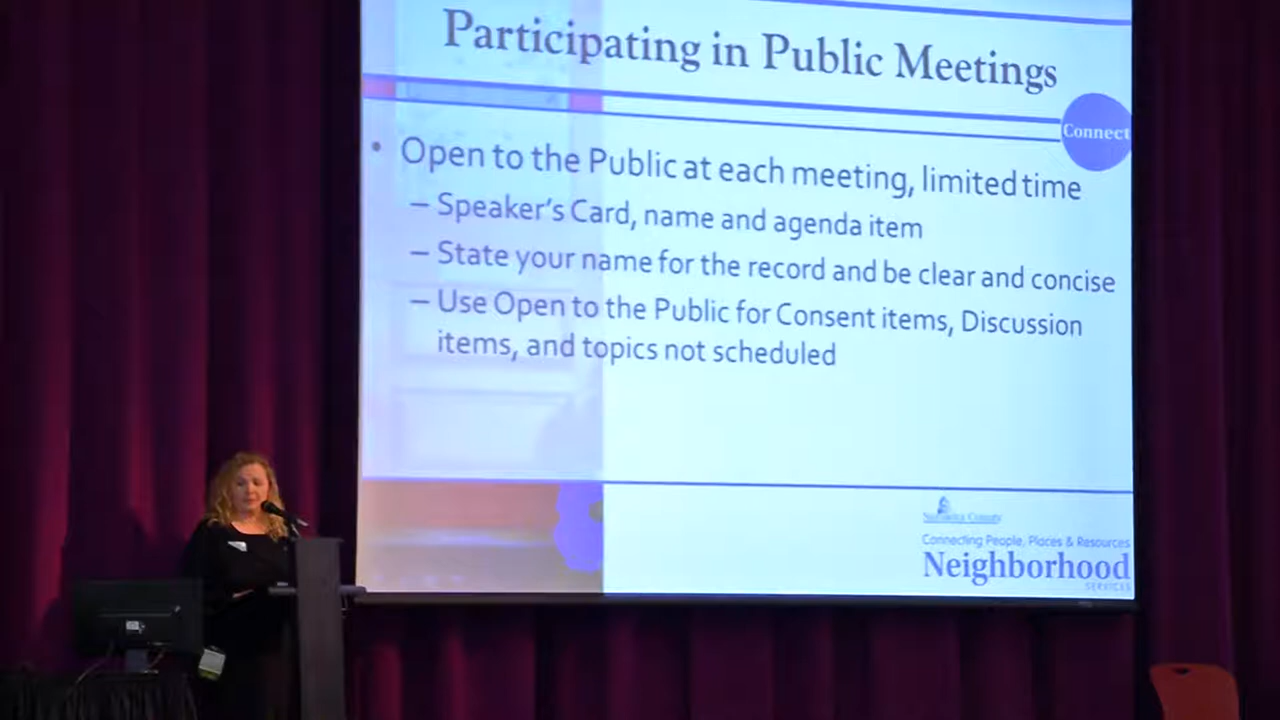 Participating in Public Meetings
Connect
• Open to the Public at each meeting, limited time
– Speaker's Card, name and agenda item
– State your name for the record and be clear and concise
– Use Open to the Public for Consent items, Discussion
items, and topics not scheduled
County
Connecting People, Places & Resources
Neighborhood
SERVICES